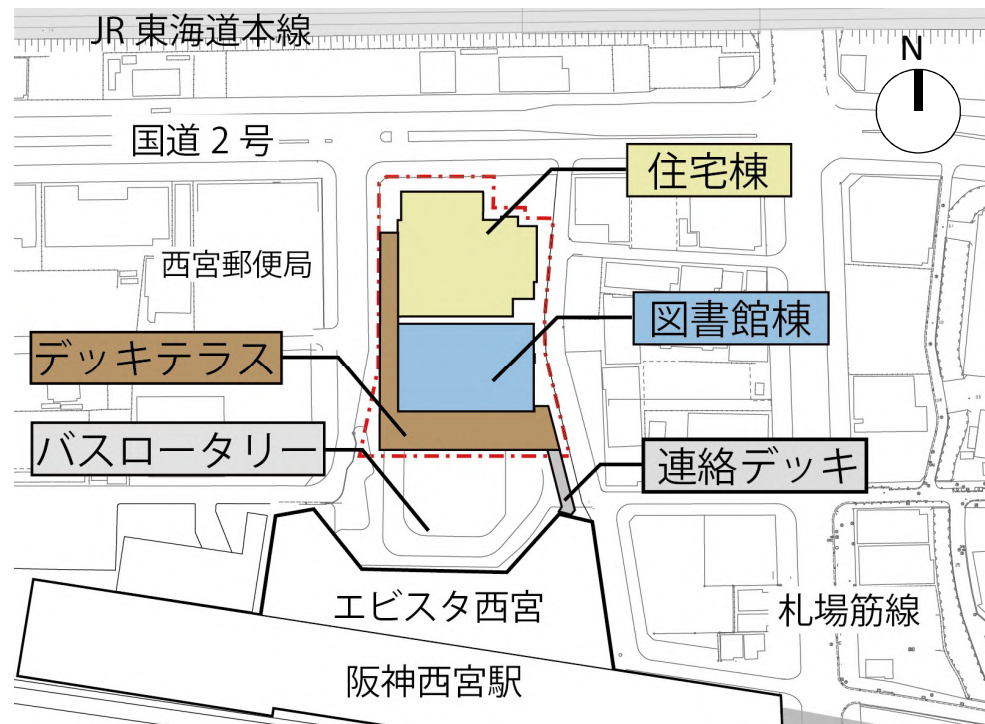 JR 東海道本線
N
国道 2 号
住宅棟
西宮郵便局
図書館棟
デッキテラス
バスロータリー
連絡デッキ
エビスタ西宮
札場筋線
阪神西宮駅